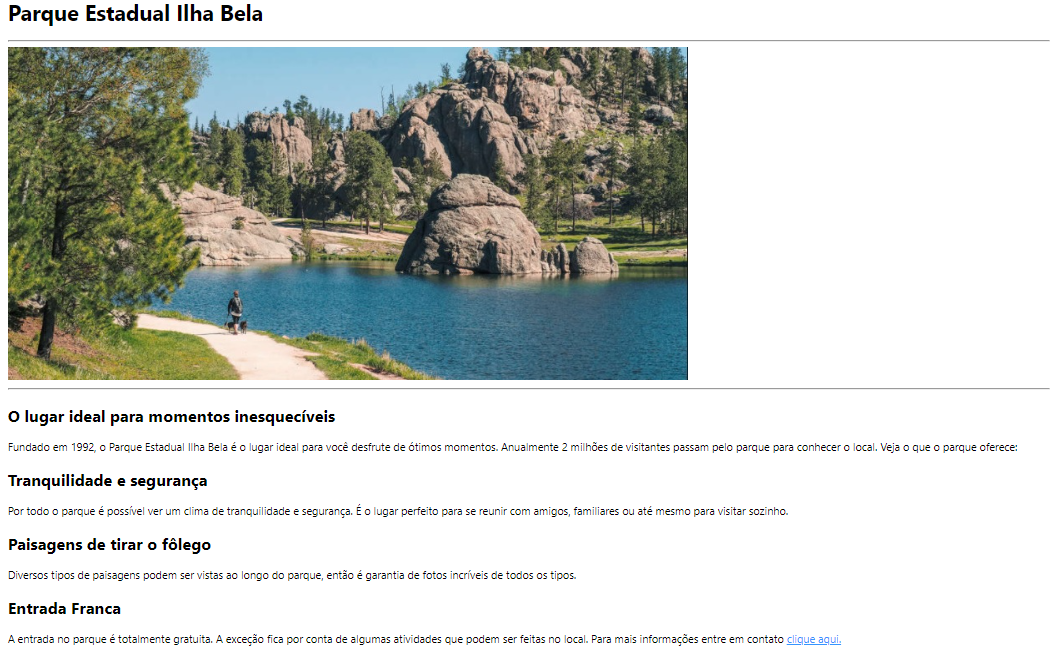 Parque Estadual Ilha Bela
O lugar ideal para momentos inesquecíveis
Fundado em 1992, o Parque Estadual Ilha Bela é o lugar ideal para você desfrute de ótimos momentos. Anualmente 2 milhões de visitantes passam pelo parque para conhecer o local. Veja o que o parque oferece:
Tranquilidade e segurança
Por todo o parque é possível ver um clima de tranquilidade e segurança. É o lugar perfeito para se reunir com amigos, familiares ou até mesmo para visitar sozinho.
Paisagens de tirar o fôlego
Diversos tipos de paisagens podem ser vistas ao longo do parque, então é garantia de fotos incríveis de todos os tipos.
Entrada Franca
A entrada no parque é totalmente gratuita. A exceção fica por conta de algumas atividades que podem ser feitas no local. Para mais informações entre em contato clique aqui.